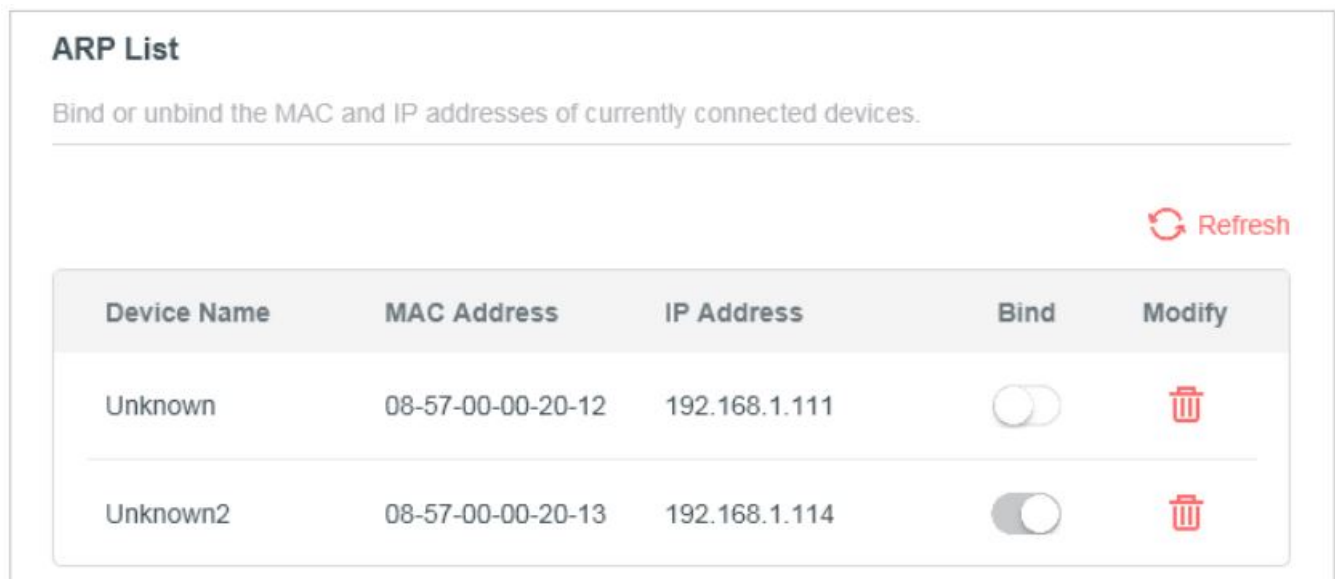 ARP List
Bind or unbind the MAC and IP addresses of currently connected devices.
Refresh
Device Name MAC Address IP Address Bind Modify
Unknown 08-57-00-00-20-12 192.168.1.111
Unknown2 08-57-00-00-20-13 192.168.1.114